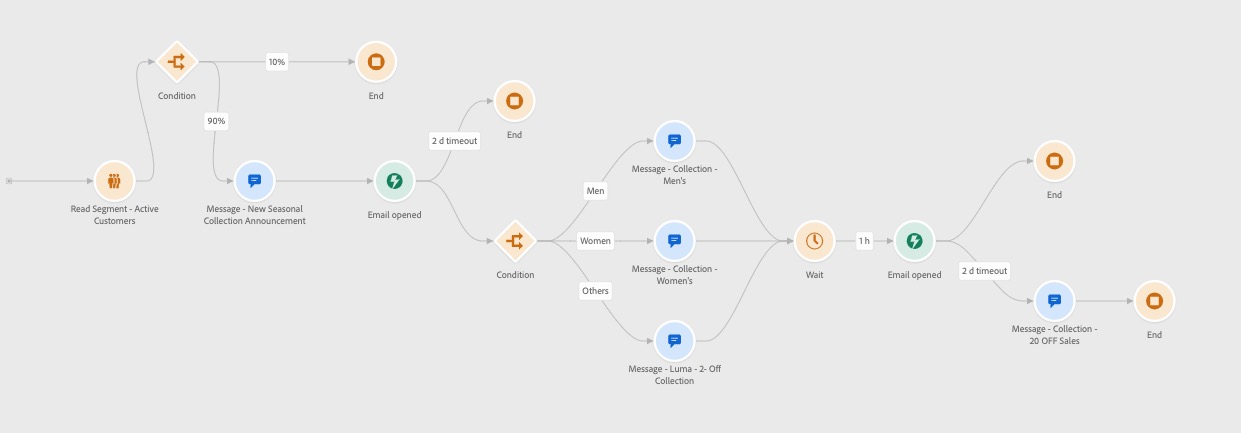 10%
Condition
End
90%
2 d timeout
End
Men
Message - Collection -
Men's
Read Segment - Active
Customers
Message - New Seasonal
Collection Announcement
Email opened
Women
Message - Collection -
Women's
Condition
Others
Message - Luma - 2- Off
Collection
Wait
1 h
Email opened
End
2 d timeout
Message - Collection -
20 OFF Sales
End